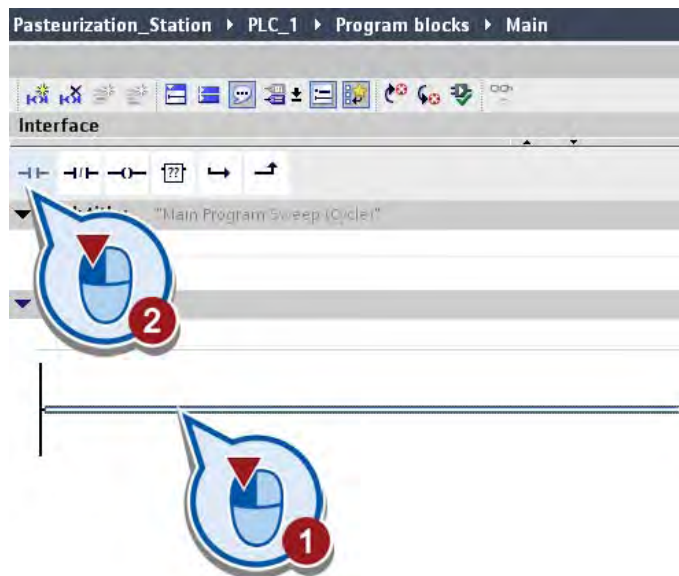 Pasteurization_Station ▸ PLC_1 ▸ Program blocks ▸ Main
Interface
??
"Main Program Sweep (Cycle)"
2
1